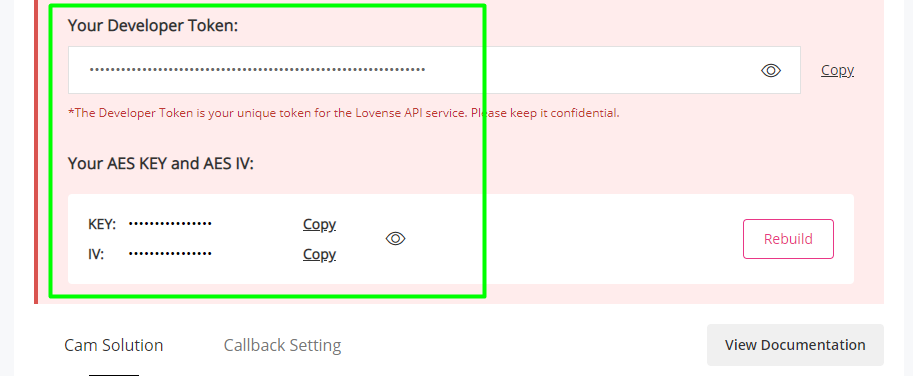 Your Developer Token:
•••••••••••••••••••••••••••••••••••••••••••••••••••••••••••••••• Copy
*The Developer Token is your unique token for the Lovense API service. Please keep it confidential.
Your AES KEY and AES IV:
KEY: •••••••••••••••• Copy
Rebuild
IV: •••••••••••••••• Copy
Cam Solution Callback Setting View Documentation